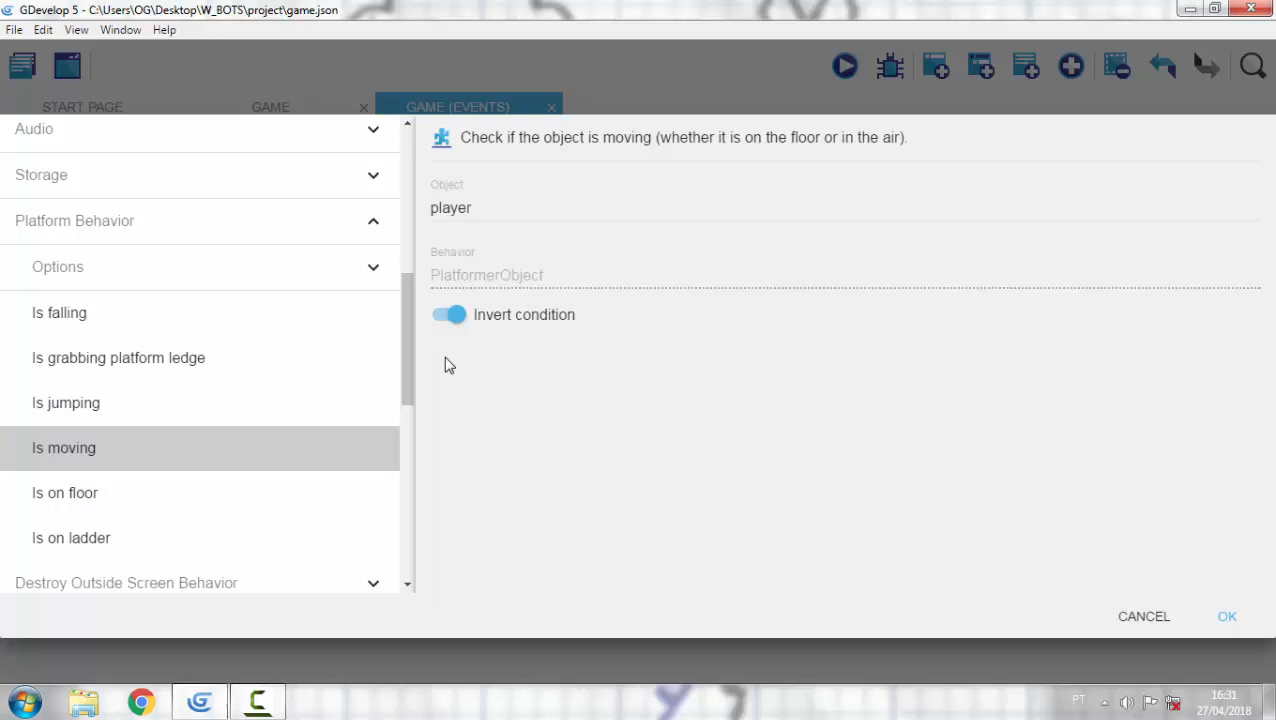 GDevelop 5 - C:\Users\OG\Desktop\W_BOTS\project\game.json
File Edit View Window Help
START PAGE GAME GAME (EVENTS)
Audio
Storage
Platform Behavior
Options
Is falling
Is grabbing platform ledge
Is jumping
Is moving
Is on floor
Is on ladder
Destroy Outside Screen Behavior
Check if the object is moving (whether it is on the floor or in the air).
Object
player
Behavior
PlatformerObject
Invert condition
CANCEL OK
PT
16:31
27/04/2018